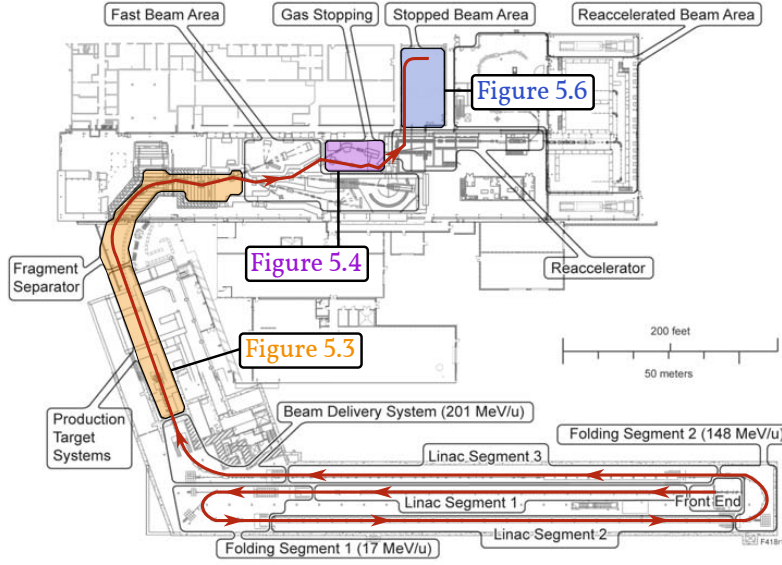 Fast Beam Area
Gas Stopping
Stopped Beam Area
Reaccelerated Beam Area
Figure 5.6
Figure 5.4
Fragment
Separator
Reaccelerator
Figure 5.3
200 feet
50 meters
Production
Target
Systems
Beam Delivery System (201 MeV/u)
Folding Segment 2 (148 MeV/u)
Linac Segment 3
Linac Segment 1
Front End
Linac Segment 2
Folding Segment 1 (17 MeV/u)